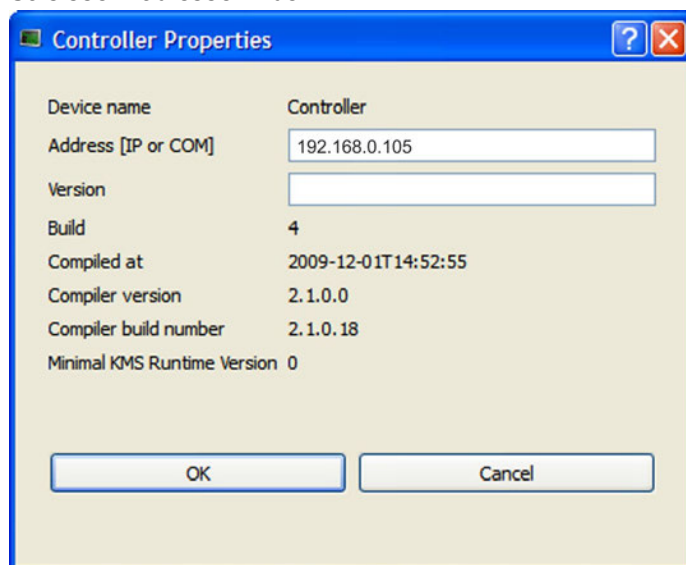 Controller Properties
Device name Controller
Address [IP or COM] 192.168.0.105
Version
Build 4
Compiled at 2009-12-01T14:52:55
Compiler version 2.1.0.0
Compiler build number 2.1.0.18
Minimal KMS Runtime Version 0
OK Cancel